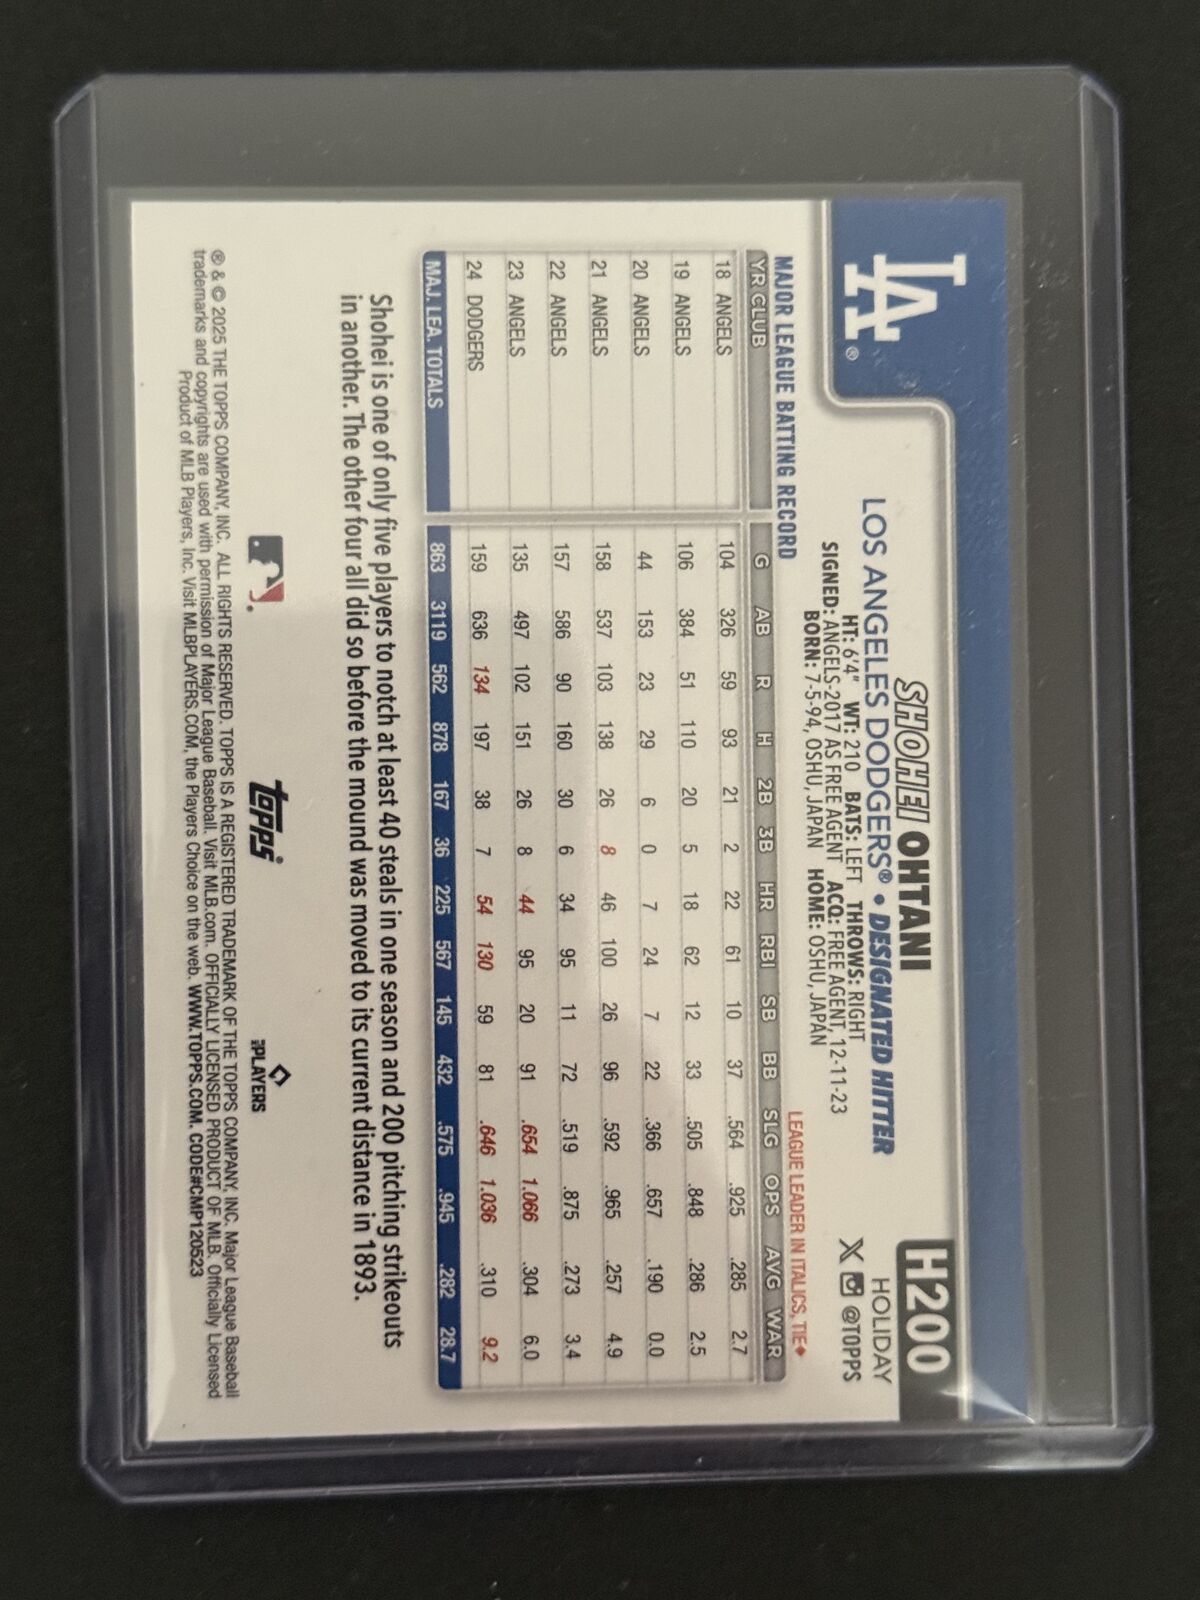 LA®
H200
HOLIDAY
@TOPPS
SHOHEI OHTANI
LOS ANGELES DODGERS® • DESIGNATED HITTER
HT: 6'4" WT: 210 BATS: LEFT THROWS: RIGHT
SIGNED: ANGELS-2017 AS FREE AGENT ACQ: FREE AGENT, 12-11-23
BORN: 7-5-94, OSHU, JAPAN HOME: OSHU, JAPAN
MAJOR LEAGUE BATTING RECORD LEAGUE LEADER IN ITALICS, TIE♦
YR CLUB G AB R H 2B 3B HR RBI SB BB SLG OPS AVG WAR
18 ANGELS 104 326 59 93 21 2 22 61 10 37 .564 .925 .285 2.7
19 ANGELS 106 384 51 110 20 5 18 62 12 33 .505 .848 .286 2.5
20 ANGELS 44 153 23 29 6 0 7 24 7 22 .366 .657 .190 0.0
21 ANGELS 158 537 103 138 26 8 46 100 26 96 .592 .965 .257 4.9
22 ANGELS 157 586 90 160 30 6 34 95 11 72 .519 .875 .273 3.4
23 ANGELS 135 497 102 151 26 8 44 95 20 91 .654 1.066 .304 6.0
24 DODGERS 159 636 134 197 38 7 54 130 59 81 .646 1.036 .310 9.2
MAJ. LEA. TOTALS 863 3119 562 878 167 36 225 567 145 432 .575 .945 .282 28.7
Shohei is one of only five players to notch at least 40 steals in one season and 200 pitching strikeouts
in another. The other four all did so before the mound was moved to its current distance in 1893.
topps
PLAYERS
® & © 2025 THE TOPPS COMPANY, INC. ALL RIGHTS RESERVED. TOPPS IS A REGISTERED TRADEMARK OF THE TOPPS COMPANY, INC. Major League Baseball
trademarks and copyrights are used with permission of Major League Baseball. Visit MLB.com. OFFICIALLY LICENSED PRODUCT OF MLB. Officially Licensed
Product of MLB Players, Inc. Visit MLBPLAYERS.COM, the Players Choice on the web. WWW.TOPPS.COM. CODE#CMP120523